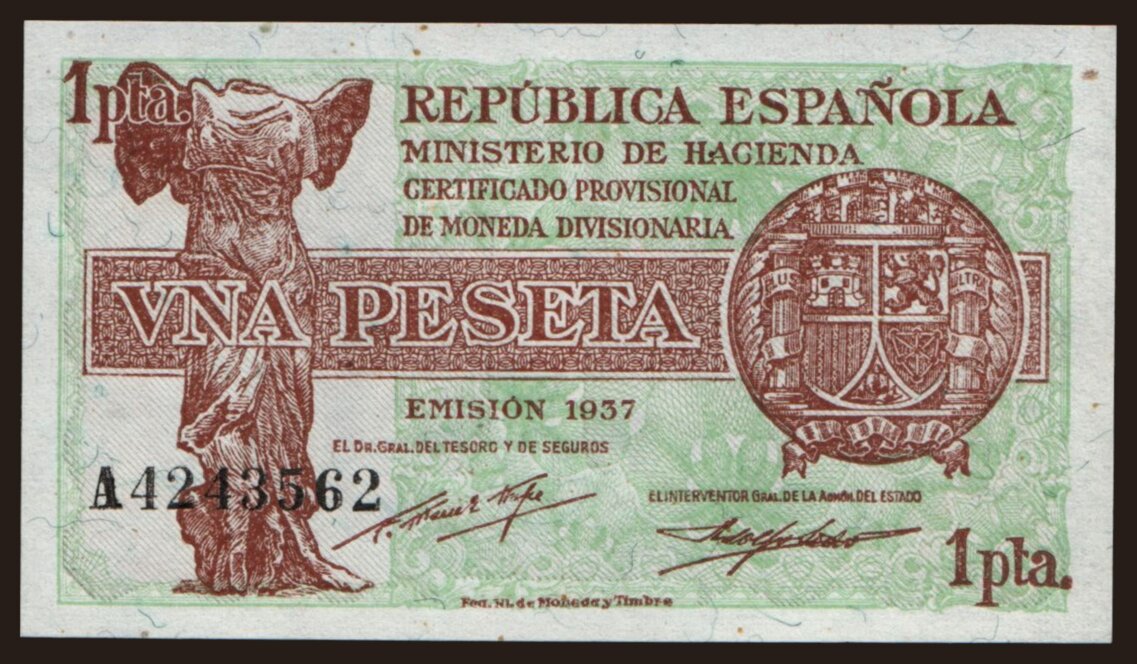 1pta.
REPÚBLICA ESPAÑOLA
MINISTERIO DE HACIENDA
CERTIFICADO PROVISIONAL
DE MONEDA DIVISIONARIA
VNA PESETA
EMISIÓN 1937
EL DR. GRAL. DEL TESORO Y DE SEGUROS
A4243562
EL INTERVENTOR GRAL. DE LA ADMÓN. DEL ESTADO
1pta.
Fca. Nl. de Moneda y Timbre